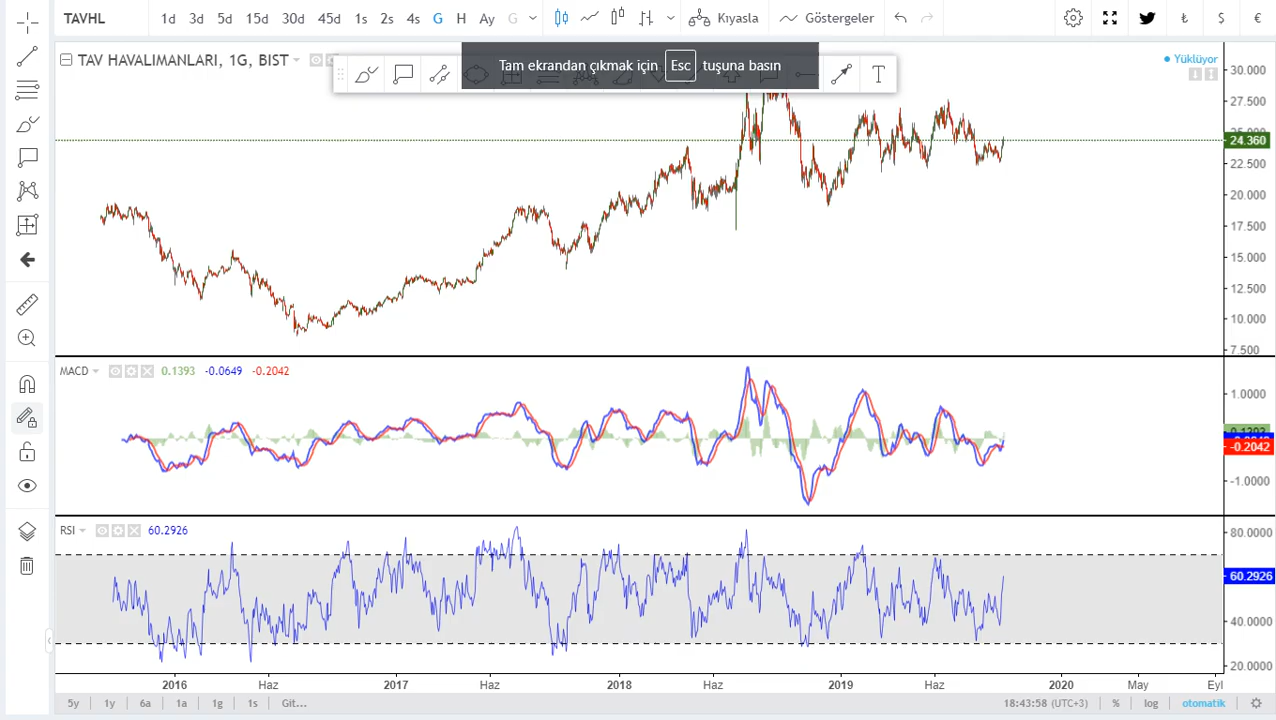 TAVHL 1d 3d 5d 15d 30d 45d 1s 2s 4s G H Ay G Kıyasla Göstergeler ₺ $ €
TAV HAVALIMANLARI, 1G, BIST
Tam ekrandan çıkmak için Esc tuşuna basın
T
Yüklüyor
30.000
27.500
25.000
24.360
22.500
20.000
17.500
15.000
12.500
10.000
7.500
MACD 0.1393 -0.0649 -0.2042
1.0000
0.1393
-0.2042
-1.0000
RSI 60.2926
80.0000
60.2926
40.0000
20.0000
2016 Haz 2017 Haz 2018 Haz 2019 Haz 2020 May Eyl
5y 1y 6a 1a 1g 1s Git... 18:43:58 (UTC+3) % log otomatik